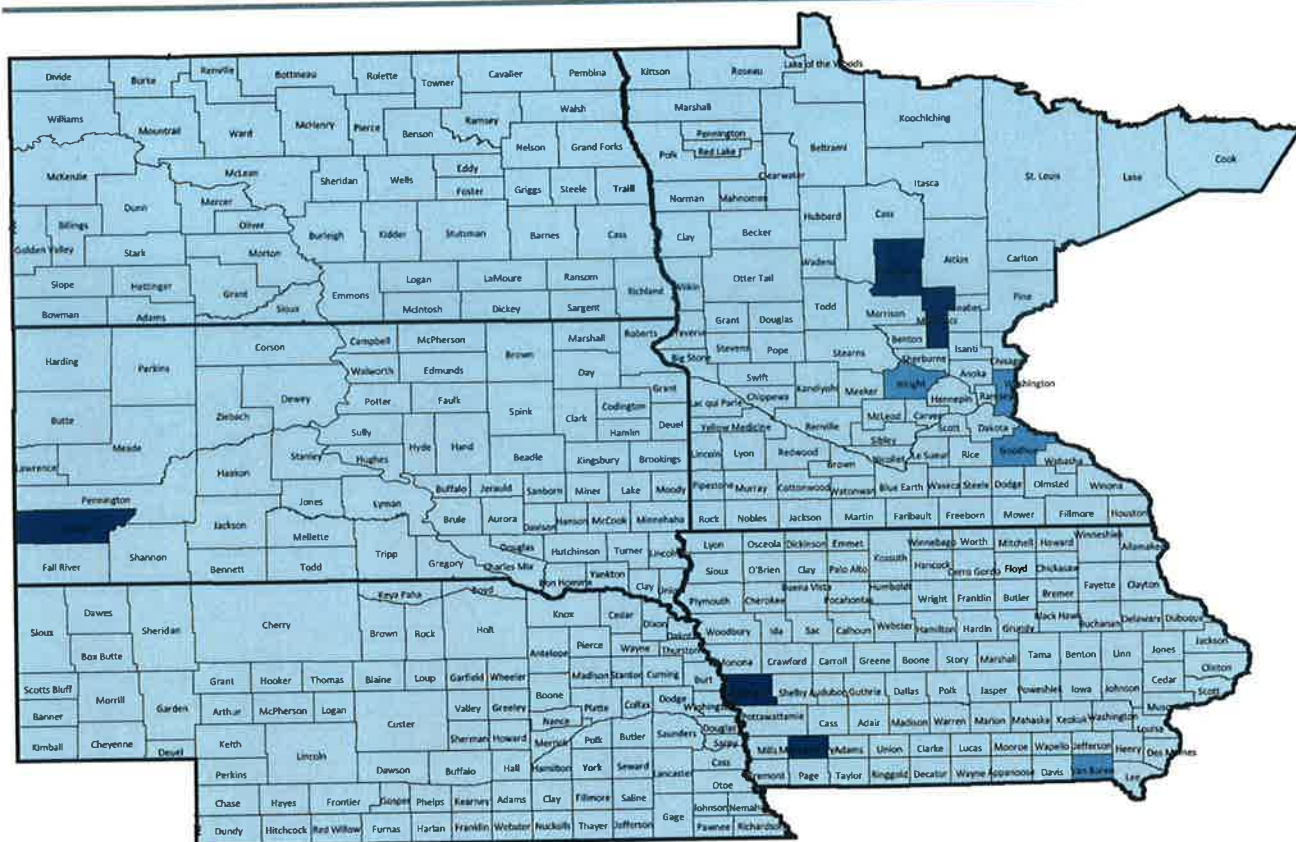 Divide
Burke
Renville
Bottineau
Rolette
Towner
Cavalier
Pembina
Kittson
Roseau
Lake of the Woods
Williams
Mountrail
Ward
McHenry
Pierce
Benson
Ramsey
Walsh
Marshall
Koochiching
Nelson
Grand Forks
Pennington
Polk
Red Lake
Beltrami
Clearwater
St. Louis
Lake
Cook
McKenzie
McLean
Sheridan
Wells
Eddy
Foster
Griggs
Steele
Traill
Norman
Mahnomen
Itasca
Dunn
Mercer
Oliver
Hubbard
Cass
Billings
Golden Valley
Stark
Morton
Burleigh
Kidder
Stutsman
Barnes
Cass
Clay
Becker
Wadena
Aitkin
Carlton
Slope
Hettinger
Grant
Sioux
Emmons
Logan
LaMoure
Ransom
Richland
Wilkin
Otter Tail
Pine
Bowman
Adams
McIntosh
Dickey
Sargent
Grant
Douglas
Todd
Morrison
Harding
Perkins
Corson
Campbell
McPherson
Brown
Marshall
Roberts
Stevens
Pope
Stearns
Benton
Isanti
Sherburne
Chisago
Big Stone
Walworth
Edmunds
Day
Grant
Swift
Kandiyohi
Meeker
Wright
Anoka
Washington
Hennepin
Ramsey
Butte
Ziebach
Dewey
Potter
Faulk
Spink
Clark
Codington
Hamlin
Deuel
Lac qui Parle
Chippewa
McLeod
Carver
Scott
Dakota
Meade
Sully
Hyde
Hand
Yellow Medicine
Renville
Sibley
Lawrence
Haakon
Stanley
Hughes
Beadle
Kingsbury
Brookings
Lincoln
Lyon
Redwood
Brown
Nicollet
Le Sueur
Rice
Goodhue
Wabasha
Pennington
Jones
Lyman
Buffalo
Jerauld
Sanborn
Miner
Lake
Moody
Pipestone
Murray
Cottonwood
Watonwan
Blue Earth
Waseca
Steele
Dodge
Olmsted
Winona
Jackson
Mellette
Brule
Aurora
Davison
Hanson
McCook
Minnehaha
Rock
Nobles
Jackson
Martin
Faribault
Freeborn
Mower
Fillmore
Houston
Fall River
Shannon
Bennett
Todd
Tripp
Gregory
Douglas
Charles Mix
Hutchinson
Turner
Lincoln
Bon Homme
Yankton
Clay
Lyon
Osceola
Dickinson
Emmet
Kossuth
Winnebago
Worth
Mitchell
Howard
Winneshiek
Allamakee
Sioux
O'Brien
Clay
Palo Alto
Hancock
Cerro Gordo
Floyd
Chickasaw
Plymouth
Cherokee
Buena Vista
Pocahontas
Humboldt
Wright
Franklin
Butler
Bremer
Fayette
Clayton
Sioux
Dawes
Box Butte
Sheridan
Cherry
Keya Paha
Boyd
Brown
Rock
Holt
Knox
Cedar
Dixon
Dakota
Woodbury
Ida
Sac
Calhoun
Webster
Hamilton
Hardin
Grundy
Black Hawk
Buchanan
Delaware
Dubuque
Antelope
Pierce
Wayne
Thurston
Monona
Crawford
Carroll
Greene
Boone
Story
Marshall
Tama
Benton
Linn
Jones
Jackson
Scotts Bluff
Morrill
Garden
Grant
Hooker
Thomas
Blaine
Loup
Garfield
Wheeler
Madison
Stanton
Cuming
Burt
Shelby
Audubon
Guthrie
Dallas
Polk
Jasper
Poweshiek
Iowa
Johnson
Cedar
Clinton
Scott
Banner
Arthur
McPherson
Logan
Custer
Valley
Greeley
Boone
Nance
Platte
Colfax
Dodge
Washington
Pottawattamie
Cass
Adair
Madison
Warren
Marion
Mahaska
Keokuk
Washington
Louisa
Kimball
Cheyenne
Deuel
Keith
Lincoln
Sherman
Howard
Merrick
Polk
Butler
Saunders
Douglas
Sarpy
Mills
Adams
Union
Clarke
Lucas
Monroe
Wapello
Jefferson
Henry
Des Moines
Perkins
Dawson
Buffalo
Hall
Hamilton
York
Seward
Lancaster
Cass
Otoe
Fremont
Page
Taylor
Ringgold
Decatur
Wayne
Appanoose
Davis
Van Buren
Lee
Chase
Hayes
Frontier
Gosper
Phelps
Kearney
Adams
Clay
Fillmore
Saline
Gage
Johnson
Nemaha
Dundy
Hitchcock
Red Willow
Furnas
Harlan
Franklin
Webster
Nuckolls
Thayer
Jefferson
Pawnee
Richardson